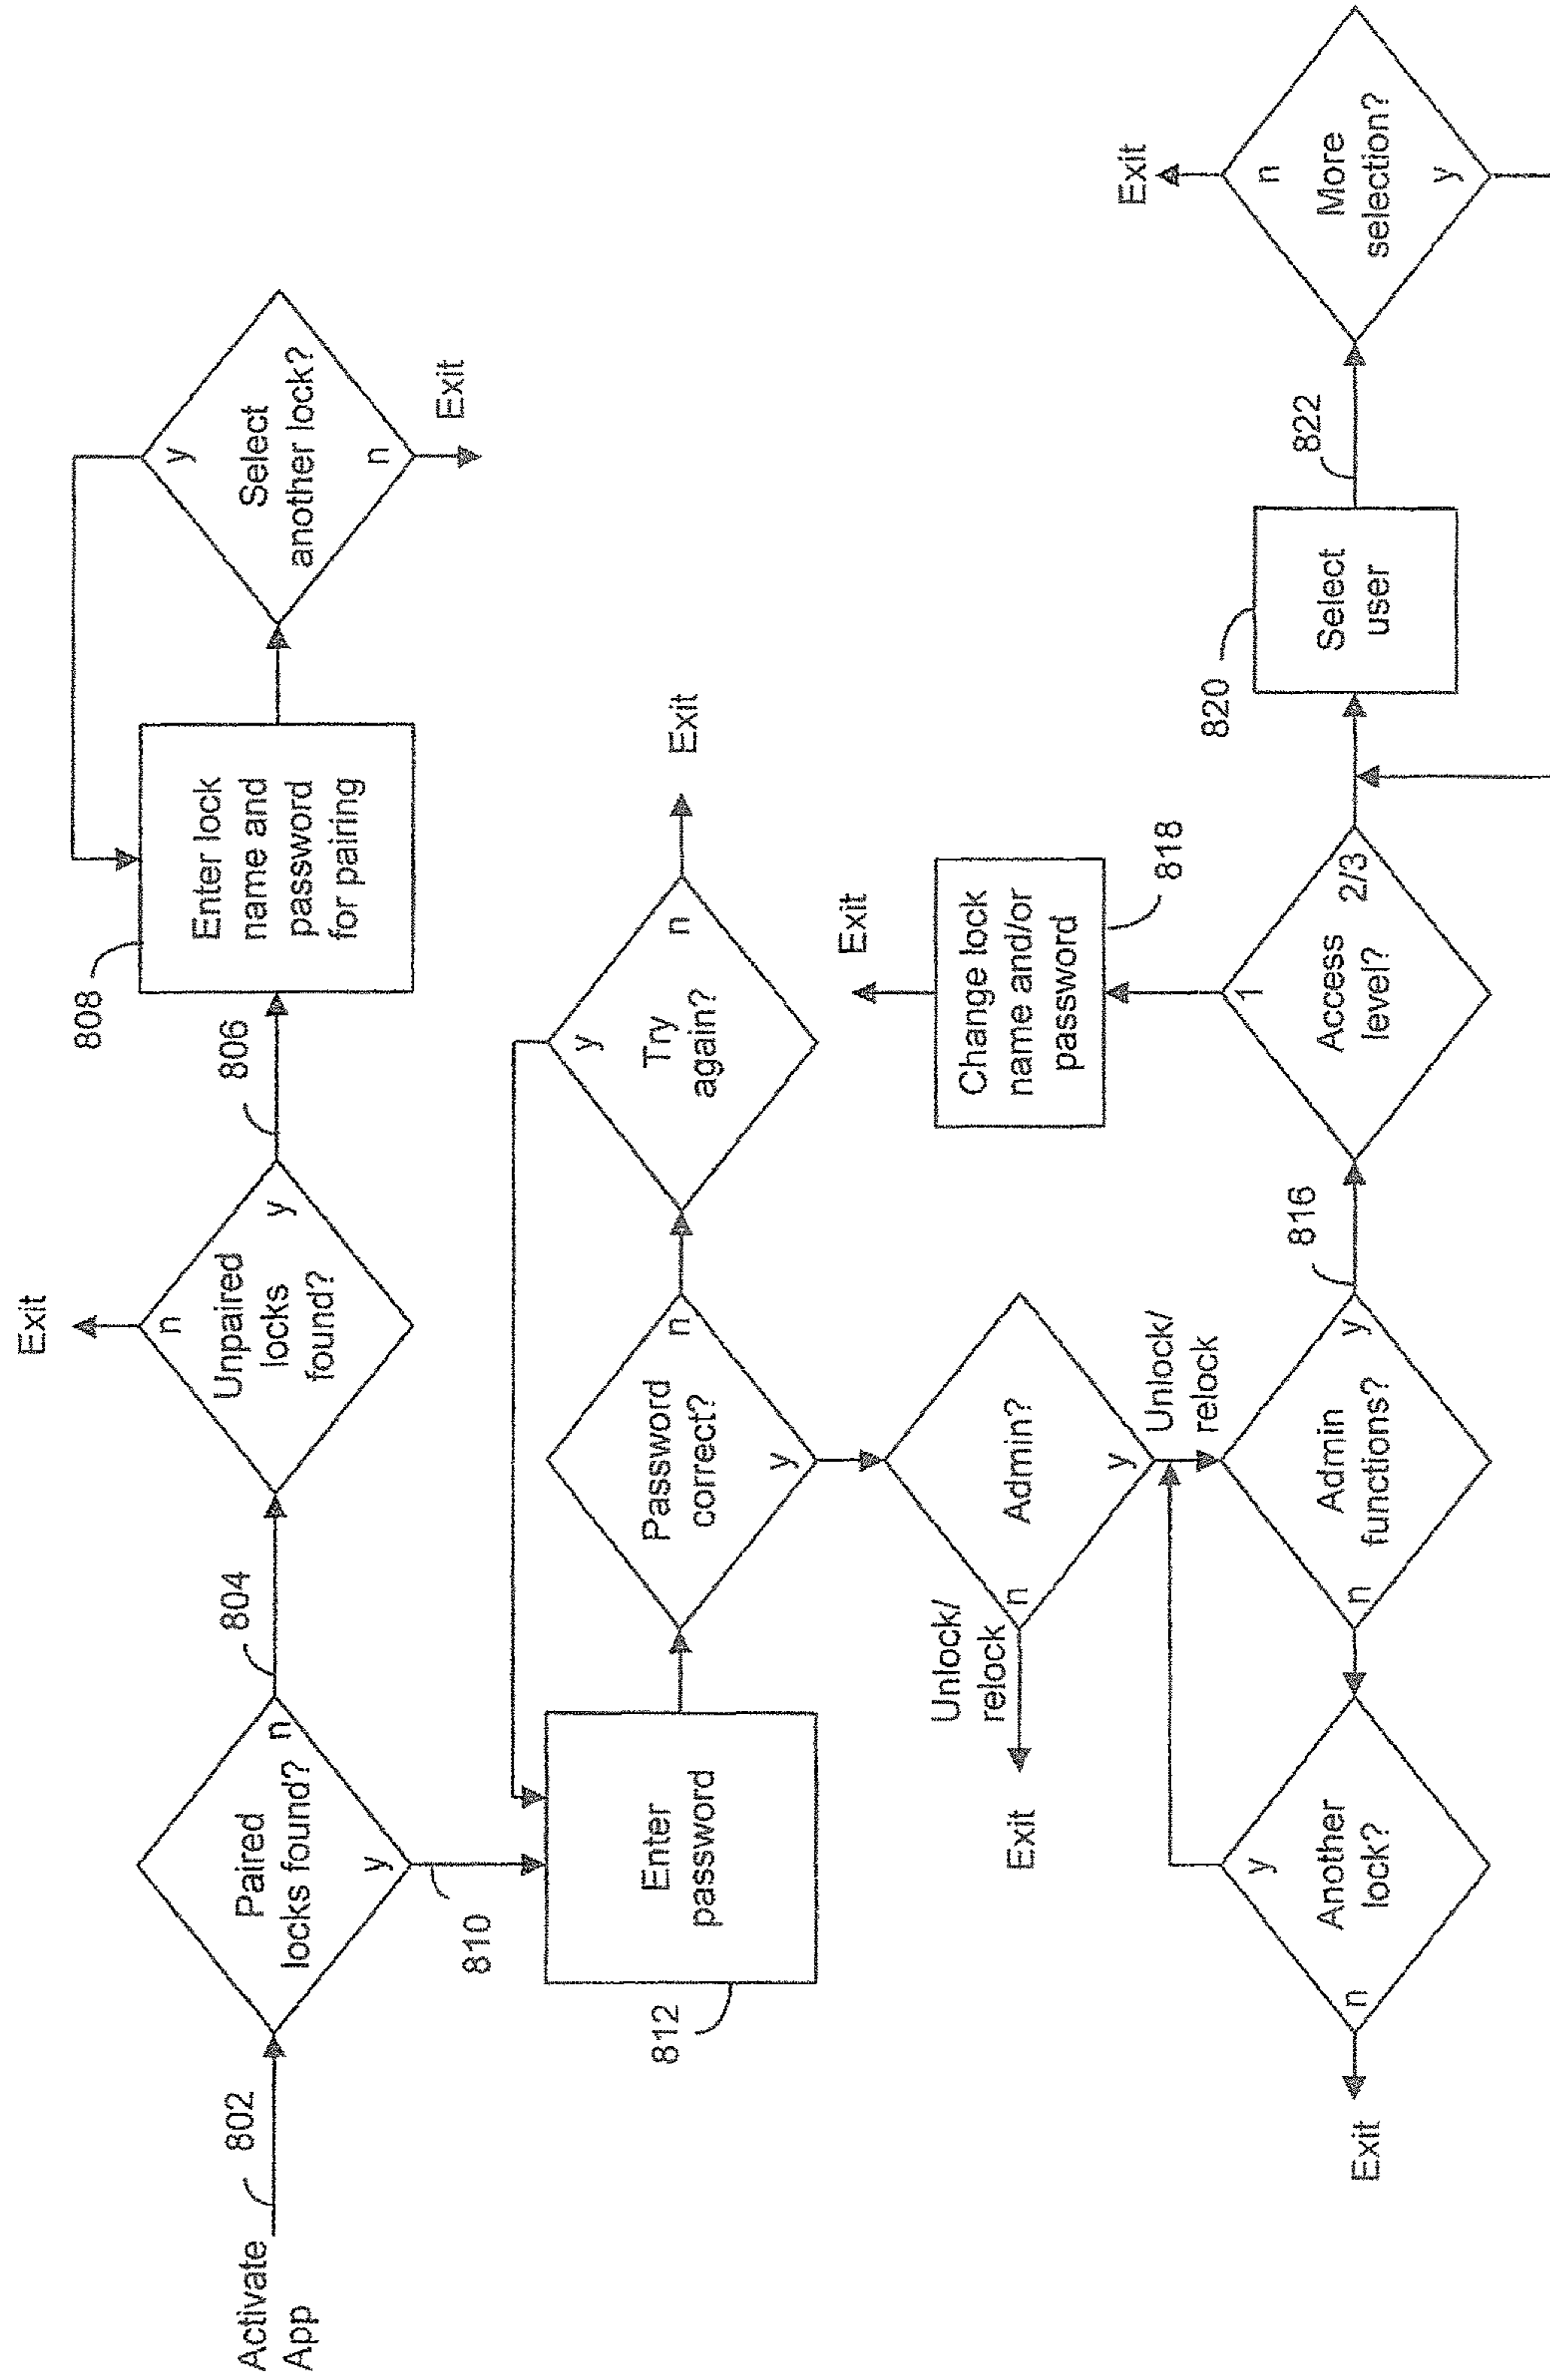 Activate
App
802
Paired
locks found?
n
y
804
Unpaired
locks
found?
n
y
Exit
806
808
Enter lock
name and
password
for pairing
Select
another lock?
y
n
Exit
810
812
Enter
password
Password
correct?
n
y
Try
again?
y
n
Exit
Admin?
n
y
Unlock/
relock
Exit
Unlock/
relock
Admin
functions?
n
y
Another
lock?
y
n
Exit
816
Access
level?
1
2/3
Change lock
name and/or
password
818
Exit
820
Select
user
822
More
selection?
n
y
Exit